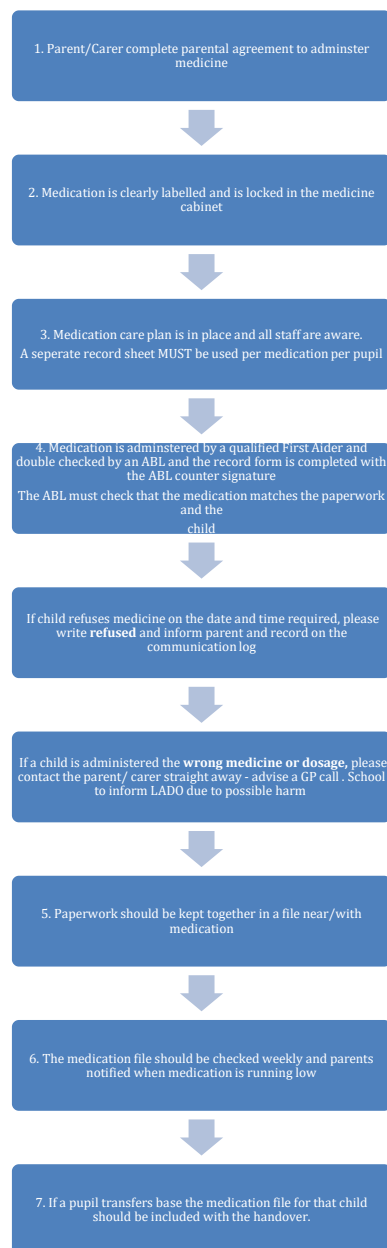 1. Parent/Carer complete parental agreement to adminster
medicine
2. Medication is clearly labelled and is locked in the medicine
cabinet
3. Medication care plan is in place and all staff are aware.
A seperate record sheet MUST be used per medication per pupil
4. Medication is adminstered by a qualified First Aider and
double checked by an ABL and the record form is completed with
the ABL counter signature
The ABL must check that the medication matches the paperwork
and the
child
If child refuses medicine on the date and time required, please
write refused and inform parent and record on the
communication log
If a child is administered the wrong medicine or dosage, please
contact the parent/ carer straight away - advise a GP call . School
to inform LADO due to possible harm
5. Paperwork should be kept together in a file near/with
medication
6. The medication file should be checked weekly and parents
notified when medication is running low
7. If a pupil transfers base the medication file for that child
should be included with the handover.